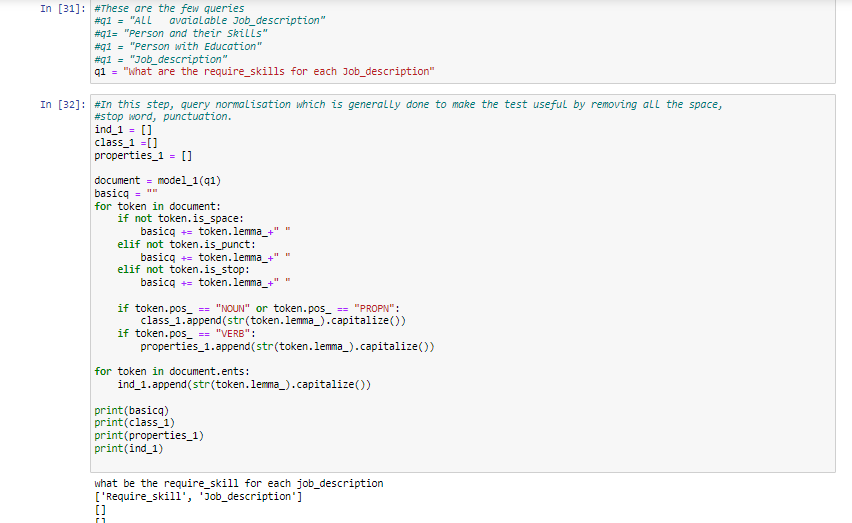 In [31]: #These are the few queries
#q1 = "All   avaialable Job_description"
#q1= "Person and their Skills"
#q1 = "Person with Education"
#q1 = "Job_description"
q1 = "What are the require_skills for each Job_description"
In [32]: #In this step, query normalisation which is generally done to make the test useful by removing all the space,
#stop word, punctuation.
ind_1 = []
class_1 =[]
properties_1 = []
document = model_1(q1)
basicq = ""
for token in document:
    if not token.is_space:
        basicq += token.lemma_+" "
    elif not token.is_punct:
        basicq += token.lemma_+" "
    elif not token.is_stop:
        basicq += token.lemma_+" "
    if token.pos_ == "NOUN" or token.pos_ == "PROPN":
        class_1.append(str(token.lemma_).capitalize())
    if token.pos_ == "VERB":
        properties_1.append(str(token.lemma_).capitalize())
for token in document.ents:
    ind_1.append(str(token.lemma_).capitalize())
print(basicq)
print(class_1)
print(properties_1)
print(ind_1)
what be the require_skill for each job_description
['Require_skill', 'Job_description']
[]
[]